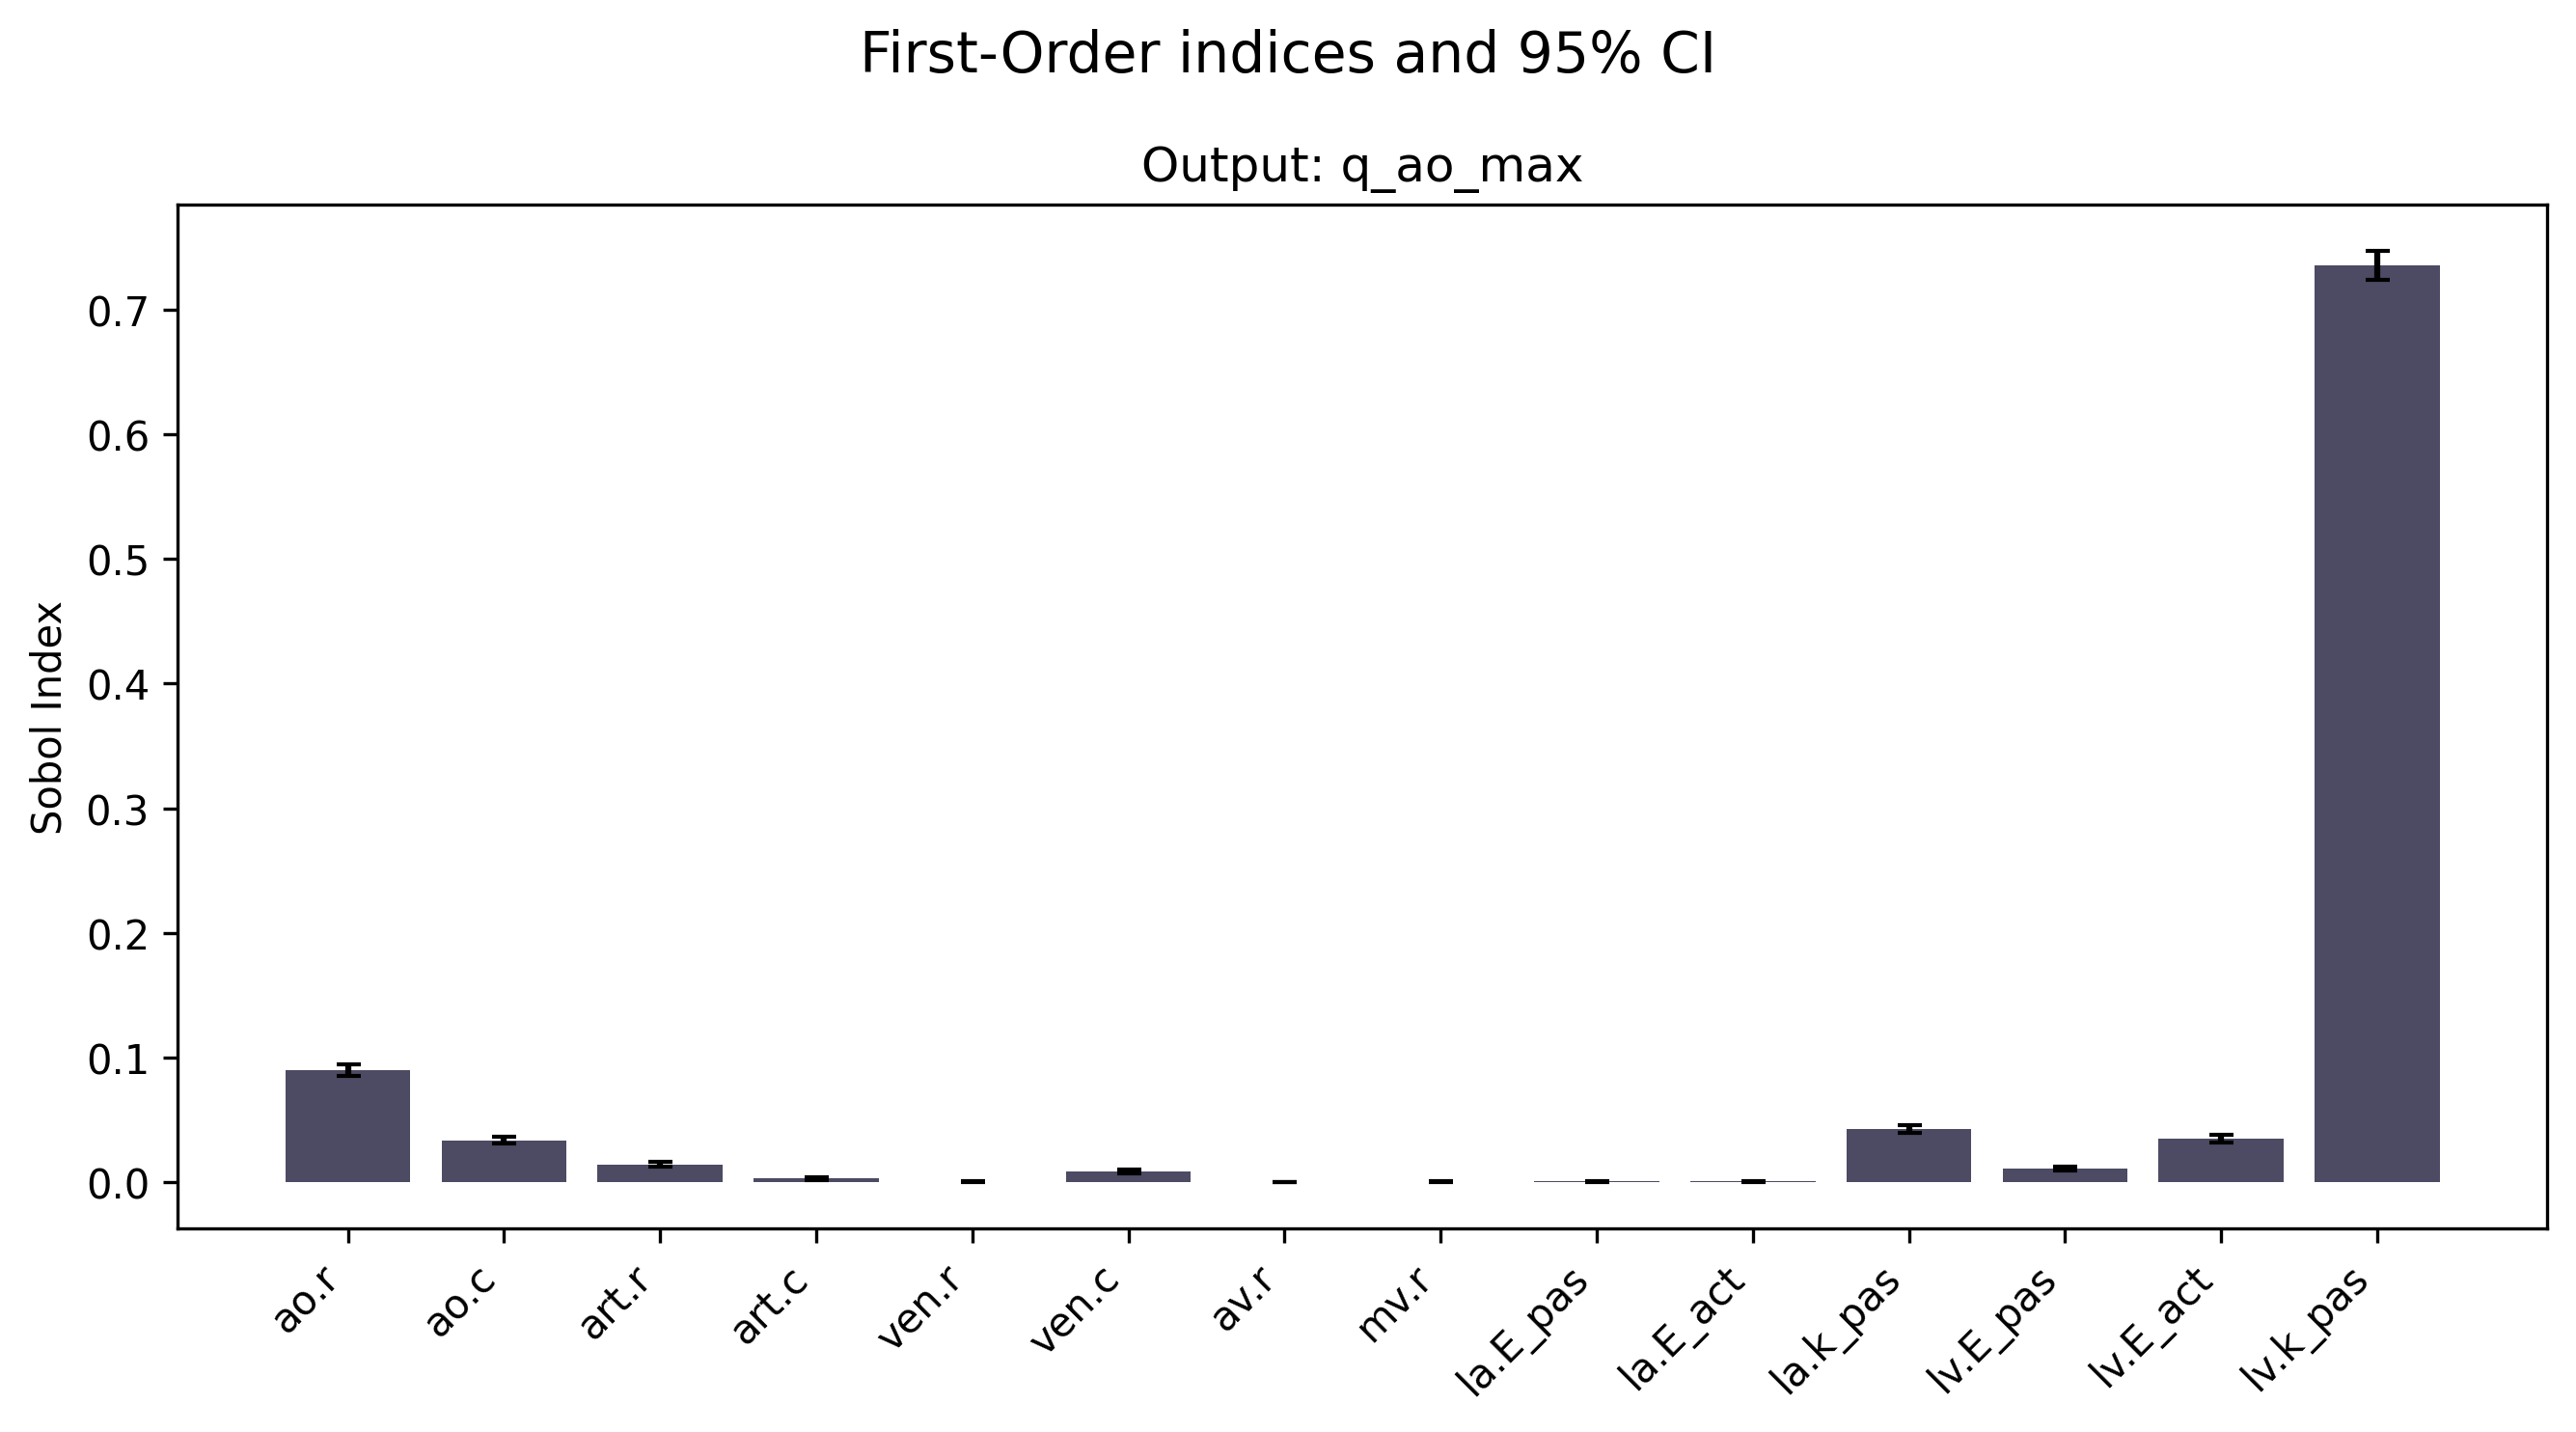 First-Order indices and 95% CI
Output: q_ao_max
Sobol Index
0.7
0.6
0.5
0.4
0.3
0.2
0.1
0.0
ao.r
ao.c
art.r
art.c
ven.r
ven.c
av.r
mv.r
la.E_pas
la.E_act
la.k_pas
lv.E_pas
lv.E_act
lv.k_pas